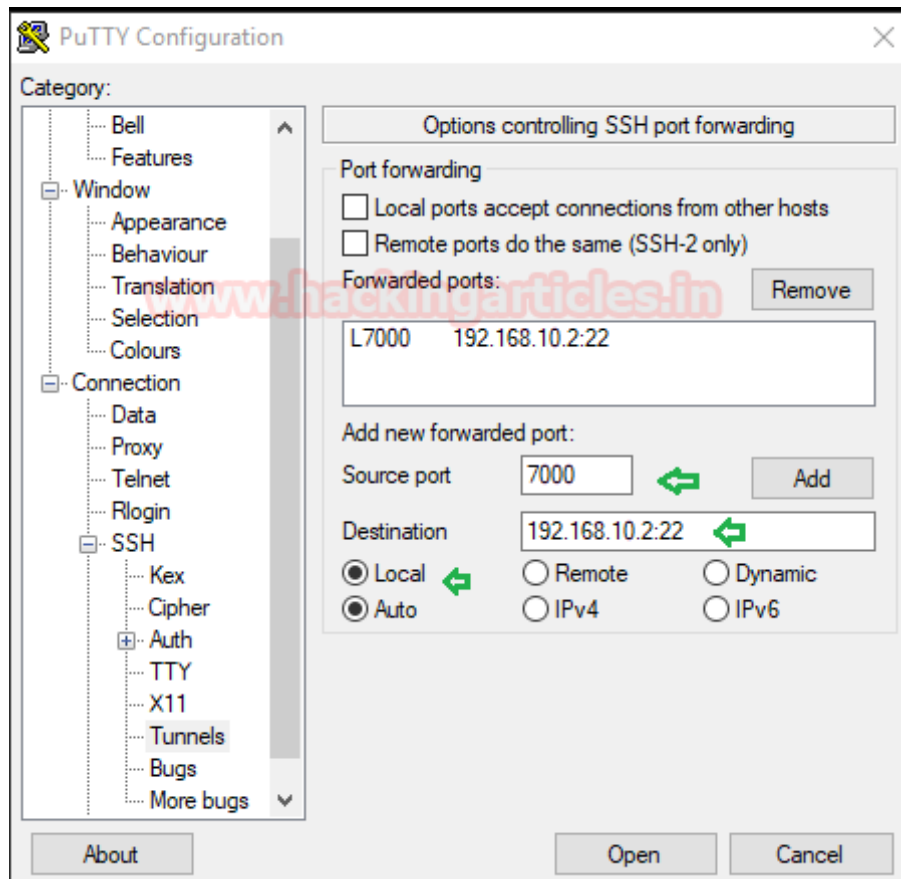 PuTTY Configuration
Category:
Bell
Features
Window
Appearance
Behaviour
Translation
Selection
Colours
Connection
Data
Proxy
Telnet
Rlogin
SSH
Kex
Cipher
Auth
TTY
X11
Tunnels
Bugs
More bugs
Options controlling SSH port forwarding
Port forwarding
Local ports accept connections from other hosts
Remote ports do the same (SSH-2 only)
www.hackingarticles.in
Forwarded ports: Remove
L7000 192.168.10.2:22
Add new forwarded port:
Source port 7000 Add
Destination 192.168.10.2:22
Local Remote Dynamic
Auto IPv4 IPv6
About Open Cancel